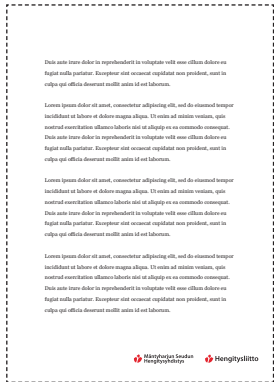 Duis aute irure dolor in reprehenderit in voluptate velit esse cillum dolore eu
fugiat nulla pariatur. Excepteur sint occaecat cupidatat non proident, sunt in
culpa qui officia deserunt mollit anim id est laborum.
Lorem ipsum dolor sit amet, consectetur adipiscing elit, sed do eiusmod tempor
incididunt ut labore et dolore magna aliqua. Ut enim ad minim veniam, quis
nostrud exercitation ullamco laboris nisi ut aliquip ex ea commodo consequat.
Duis aute irure dolor in reprehenderit in voluptate velit esse cillum dolore eu
fugiat nulla pariatur. Excepteur sint occaecat cupidatat non proident, sunt in
culpa qui officia deserunt mollit anim id est laborum.
Lorem ipsum dolor sit amet, consectetur adipiscing elit, sed do eiusmod tempor
incididunt ut labore et dolore magna aliqua. Ut enim ad minim veniam, quis
nostrud exercitation ullamco laboris nisi ut aliquip ex ea commodo consequat.
Duis aute irure dolor in reprehenderit in voluptate velit esse cillum dolore eu
fugiat nulla pariatur. Excepteur sint occaecat cupidatat non proident, sunt in
culpa qui officia deserunt mollit anim id est laborum.
Lorem ipsum dolor sit amet, consectetur adipiscing elit, sed do eiusmod tempor
incididunt ut labore et dolore magna aliqua. Ut enim ad minim veniam, quis
nostrud exercitation ullamco laboris nisi ut aliquip ex ea commodo consequat.
Duis aute irure dolor in reprehenderit in voluptate velit esse cillum dolore eu
fugiat nulla pariatur. Excepteur sint occaecat cupidatat non proident, sunt in
culpa qui officia deserunt mollit anim id est laborum.
Mäntyharjun Seudun
Hengitysyhdistys
Hengitysliitto